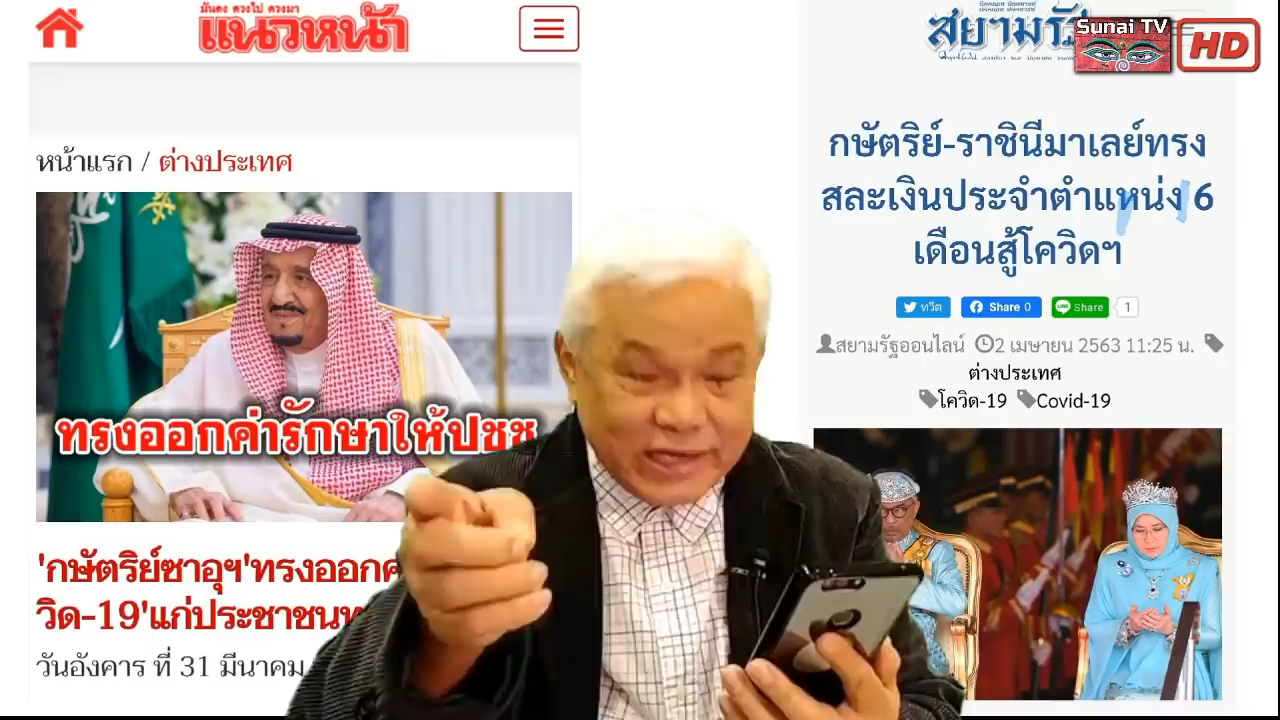 มั่นคง ตรงไป ตรงมา
แนวหน้า
หน้าแรก / ต่างประเทศ
ทรงออกค่ารักษาให้ปชช
'กษัตริย์ซาอุฯ'ทรงออกค
วิด-19'แก่ประชาชน
วันอังคาร ที่ 31 มีนาคม
สยามรัฐ
Sunai TV
HD
กษัตริย์-ราชินีมาเลย์ทรง
สละเงินประจำตำแหน่ง 6
เดือนสู้โควิดฯ
ทวีต
Share 0
Share
1
สยามรัฐออนไลน์ 2 เมษายน 2563 11:25 น.
ต่างประเทศ
โควิด-19 Covid-19